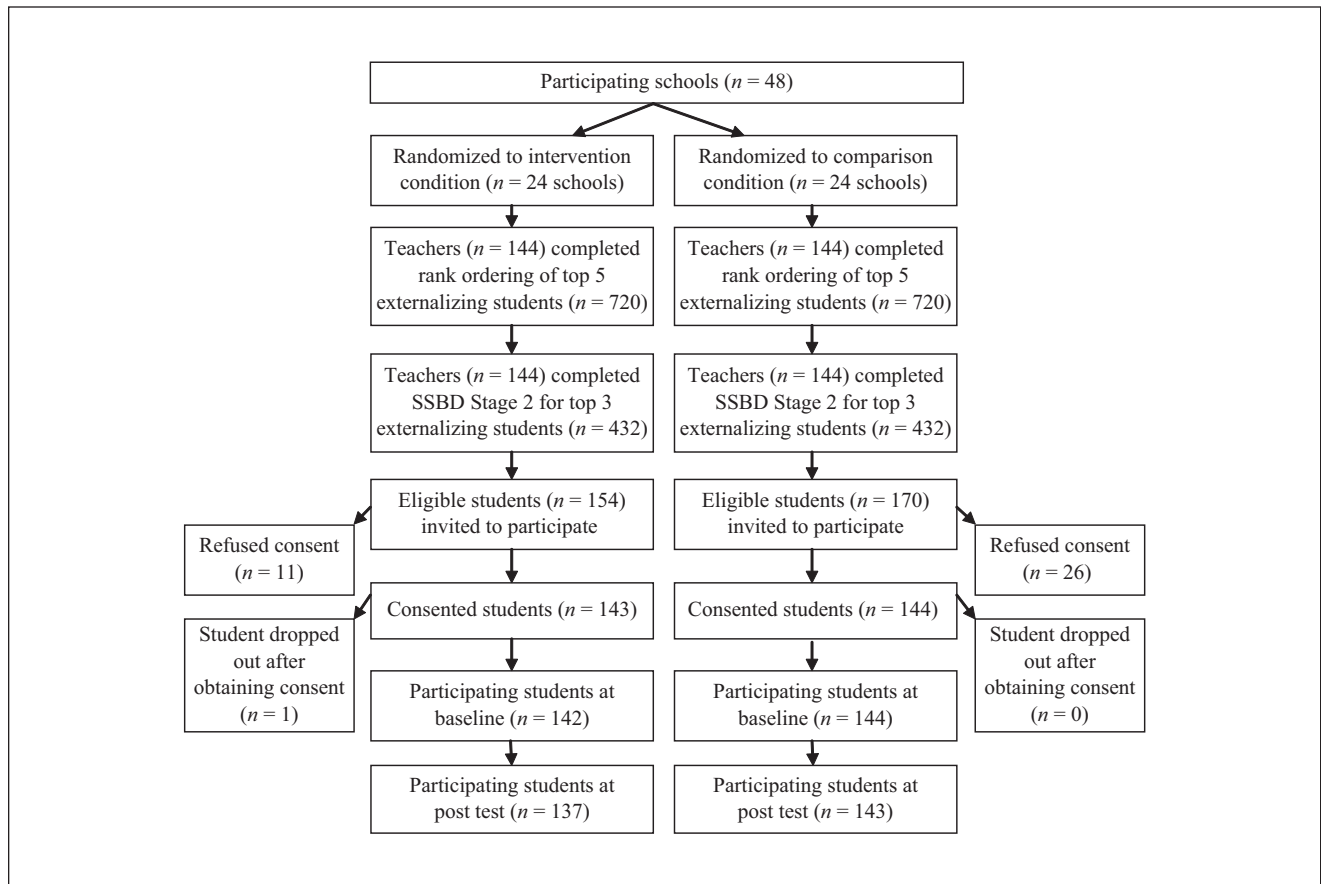 Participating schools (n = 48)
Randomized to intervention
condition (n = 24 schools)
Randomized to comparison
condition (n = 24 schools)
Teachers (n = 144) completed
rank ordering of top 5
externalizing students (n = 720)
Teachers (n = 144) completed
rank ordering of top 5
externalizing students (n = 720)
Teachers (n = 144) completed
SSBD Stage 2 for top 3
externalizing students (n = 432)
Teachers (n = 144) completed
SSBD Stage 2 for top 3
externalizing students (n = 432)
Eligible students (n = 154)
invited to participate
Eligible students (n = 170)
invited to participate
Refused consent
(n = 11)
Refused consent
(n = 26)
Consented students (n = 143)
Consented students (n = 144)
Student dropped
out after
obtaining consent
(n = 1)
Student dropped
out after
obtaining consent
(n = 0)
Participating students at
baseline (n = 142)
Participating students at
baseline (n = 144)
Participating students at
post test (n = 137)
Participating students at
post test (n = 143)